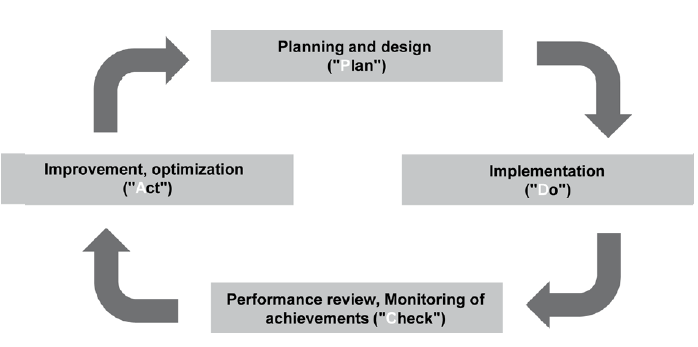 Planning and design
("Plan")
Improvement, optimization
("Act")
Implementation
("Do")
Performance review, Monitoring of
achievements ("Check")